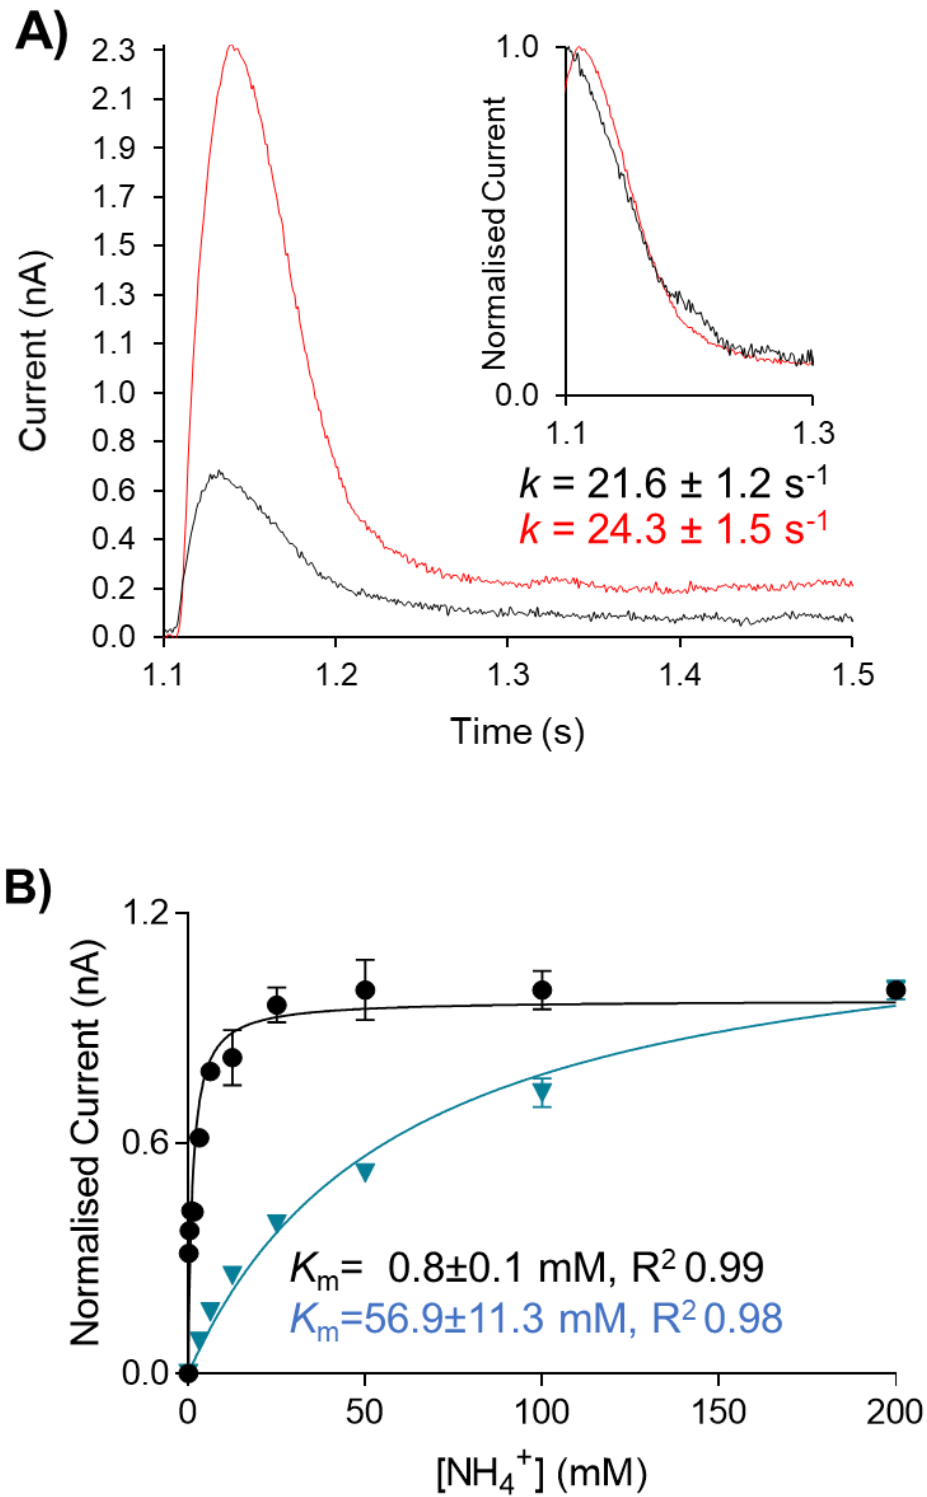 A)
2.3
2.1
1.9
1.7
1.5
1.3
1.1
1.0
0.8
0.6
0.4
0.2
0.0
Current (nA)
1.1
1.2
1.3
1.4
1.5
Time (s)
1.0
0.0
Normalised Current
1.1
1.3
k = 21.6 ± 1.2 s⁻¹
k = 24.3 ± 1.5 s⁻¹
B)
1.2
0.6
0.0
Normalised Current (nA)
Kₘ= 0.8±0.1 mM, R² 0.99
Kₘ=56.9±11.3 mM, R² 0.98
0
50
100
150
200
[NH₄⁺] (mM)